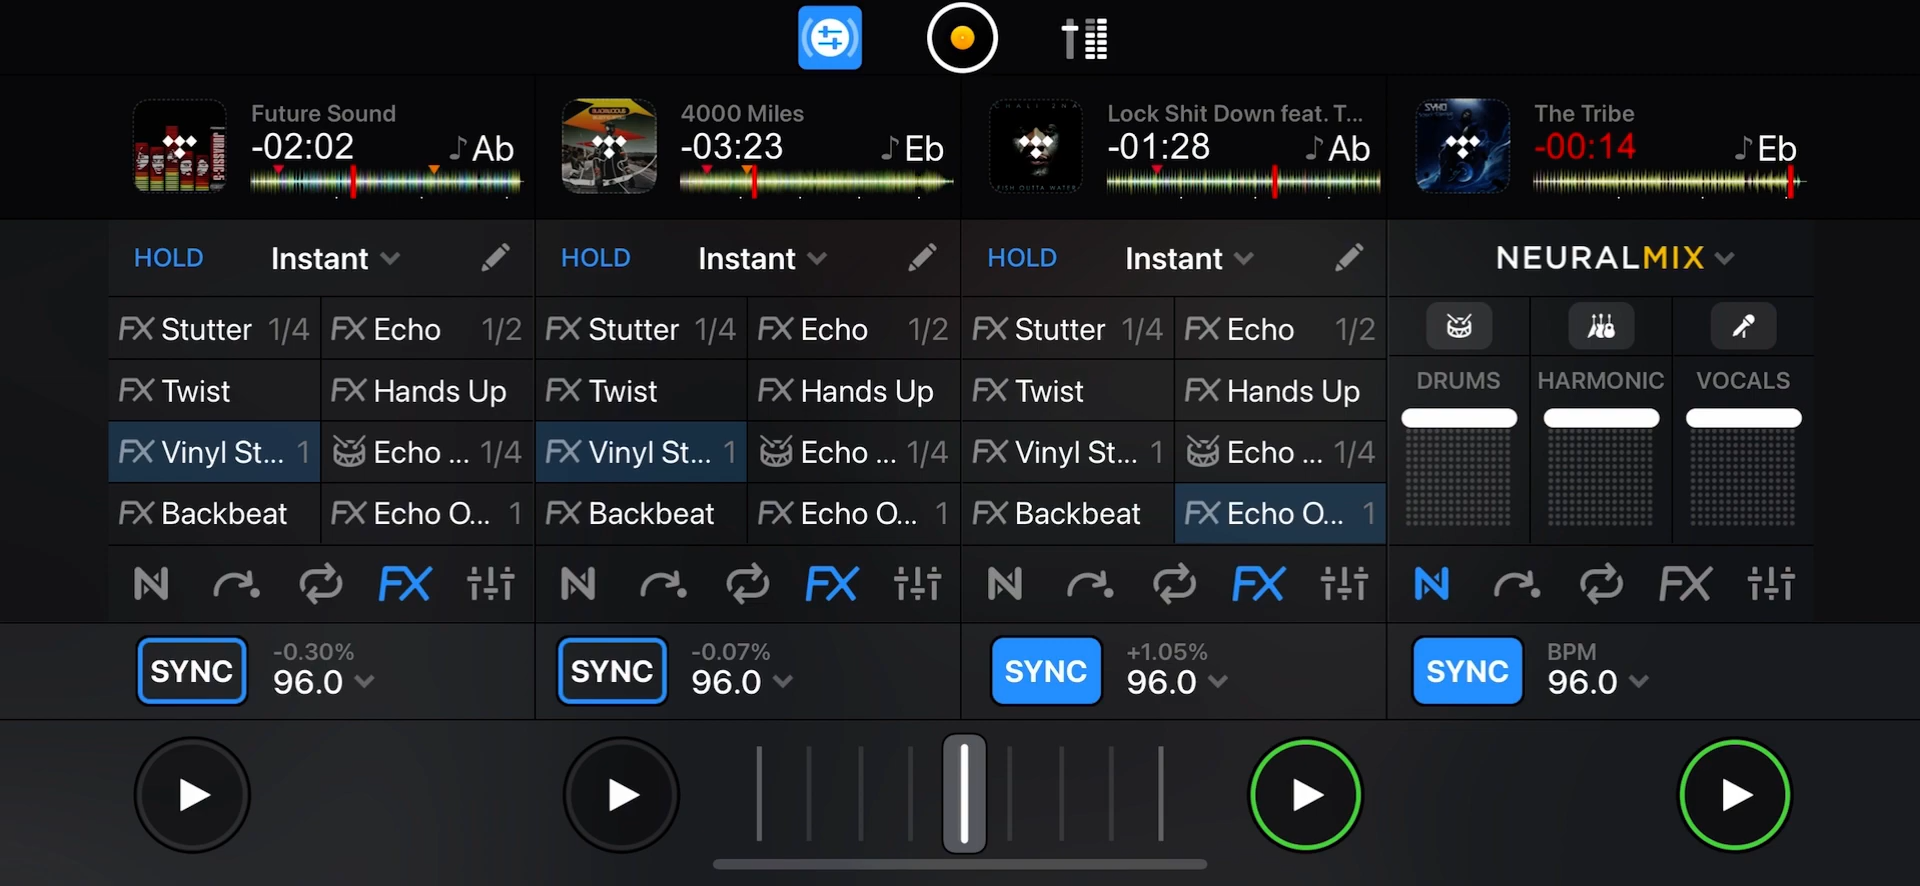 Future Sound
-02:02
Ab
4000 Miles
-03:23
Eb
Lock Shit Down feat. T...
-01:28
Ab
The Tribe
-00:14
Eb
HOLD Instant
HOLD Instant
HOLD Instant
NEURALMIX
FX Stutter 1/4 FX Echo 1/2
FX Twist FX Hands Up
FX Vinyl St... 1 Echo ... 1/4
FX Backbeat FX Echo O... 1
FX Stutter 1/4 FX Echo 1/2
FX Twist FX Hands Up
FX Vinyl St... 1 Echo ... 1/4
FX Backbeat FX Echo O... 1
FX Stutter 1/4 FX Echo 1/2
FX Twist FX Hands Up
FX Vinyl St... 1 Echo ... 1/4
FX Backbeat FX Echo O... 1
DRUMS HARMONIC VOCALS
N FX
N FX
N FX
N FX
SYNC
-0.30%
96.0
SYNC
-0.07%
96.0
SYNC
+1.05%
96.0
SYNC
BPM
96.0